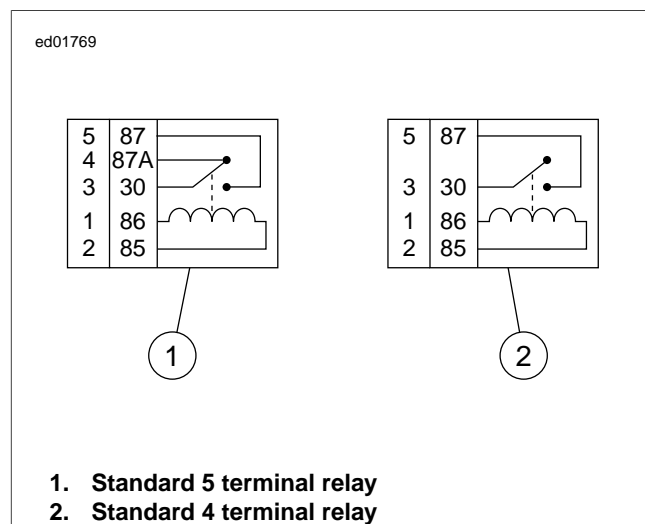 ed01769
5 87
4 87A
3 30
1 86
2 85
5 87
3 30
1 86
2 85
1
2
1. Standard 5 terminal relay
2. Standard 4 terminal relay